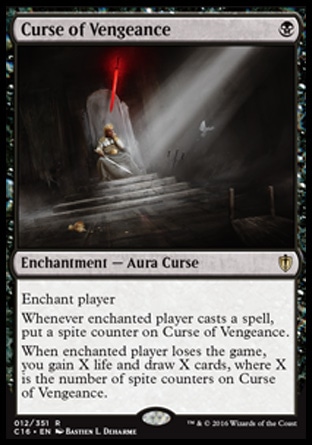 Curse of Vengeance
Enchantment — Aura Curse
Enchant player
Whenever enchanted player casts a spell,
put a spite counter on Curse of Vengeance.
When enchanted player loses the game,
you gain X life and draw X cards, where X
is the number of spite counters on Curse
of Vengeance.
012/351 R
C16 • EN Bastien L. Deharme
™ & © 2016 Wizards of the Coast